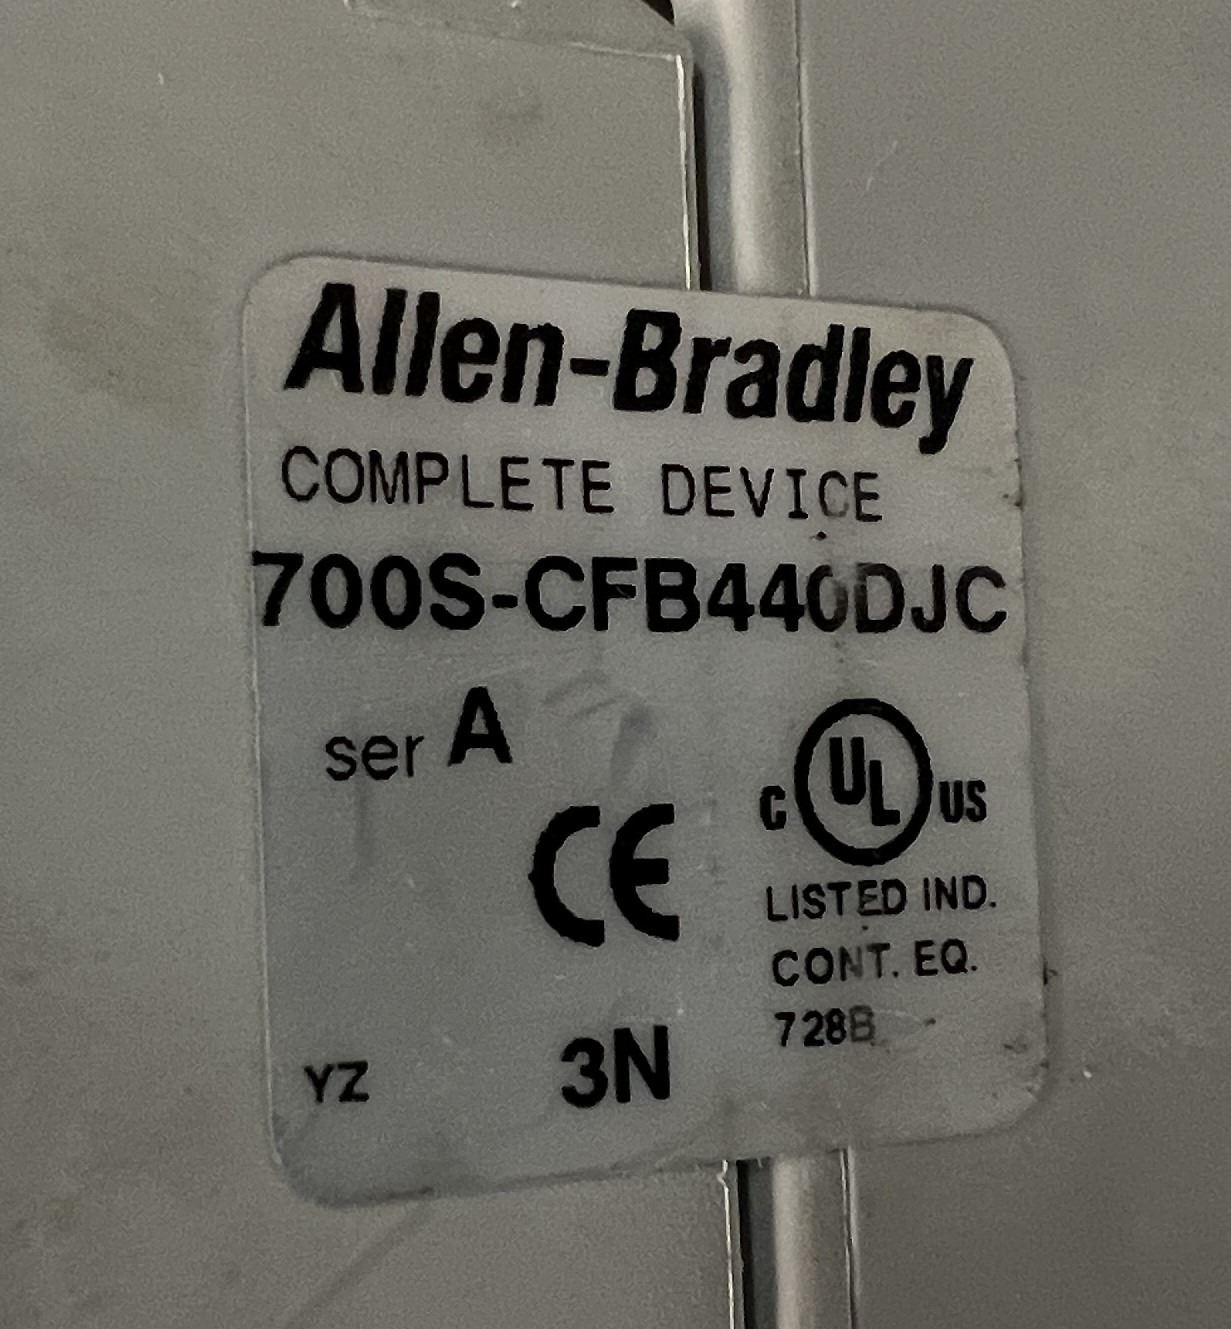 Allen-Bradley
COMPLETE DEVICE
700S-CFB440DJC
ser A
CE
C UL US
LISTED IND.
CONT. EQ.
728B
YZ 3N